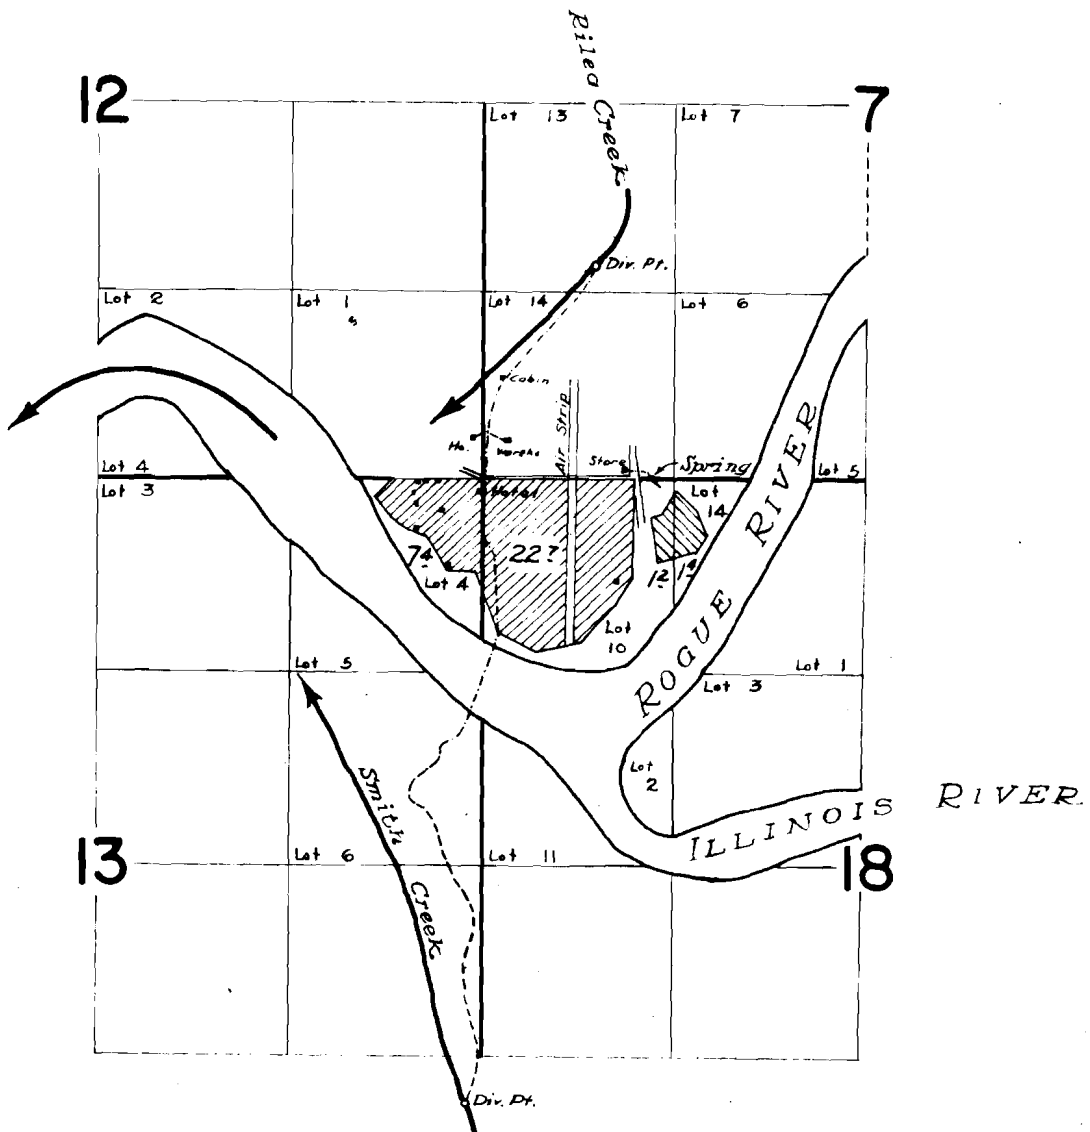 Rilea Creek
12
Lot 13
Lot 7
7
Div. Pt.
Lot 2
Lot 1
Lot 14
Lot 6
Cabin
Air Strip
Ho.
Store
Spring
Lot 4
Lot 3
Lot 5
Hotel
Lot 14
ROGUE RIVER
74
Lot 4
22
12
14
Lot 10
Lot 5
Lot 3
Lot 1
Smith Creek
Lot 2
ILLINOIS RIVER
13
Lot 6
Lot 11
18
Div. Pt.